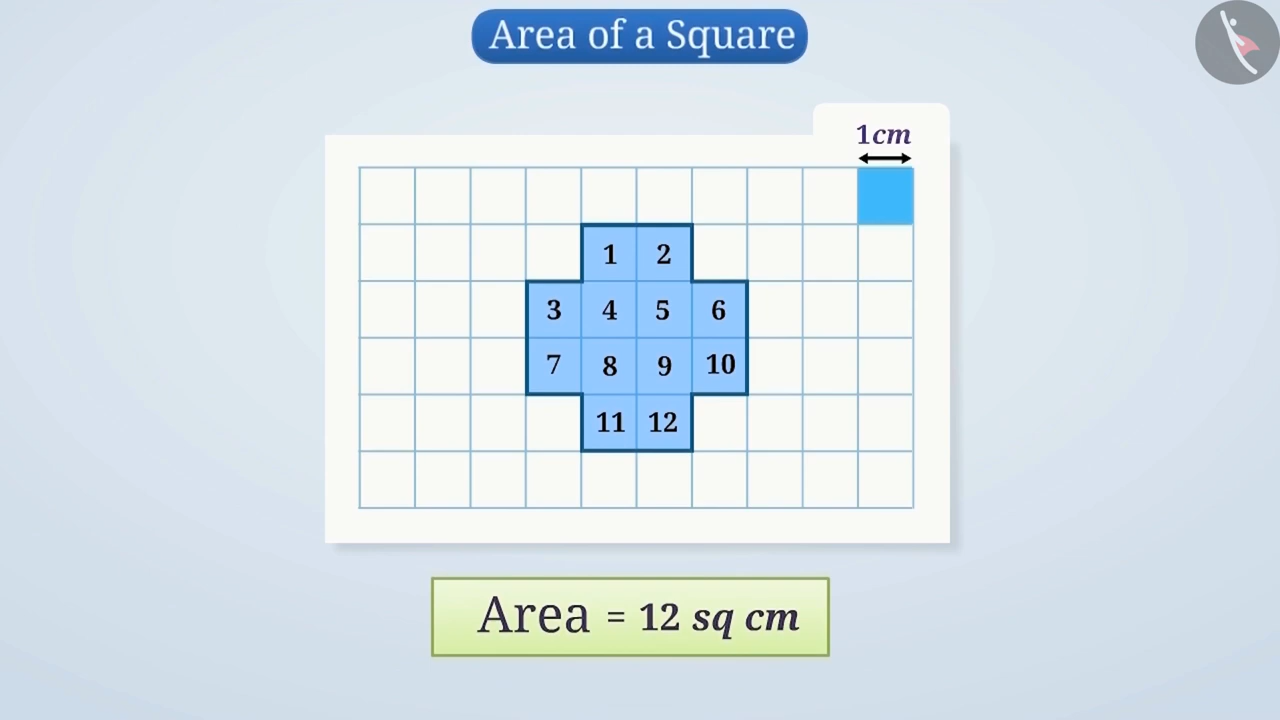 Area of a Square
1cm
1 2
3 4 5 6
7 8 9 10
11 12
Area = 12 sq cm